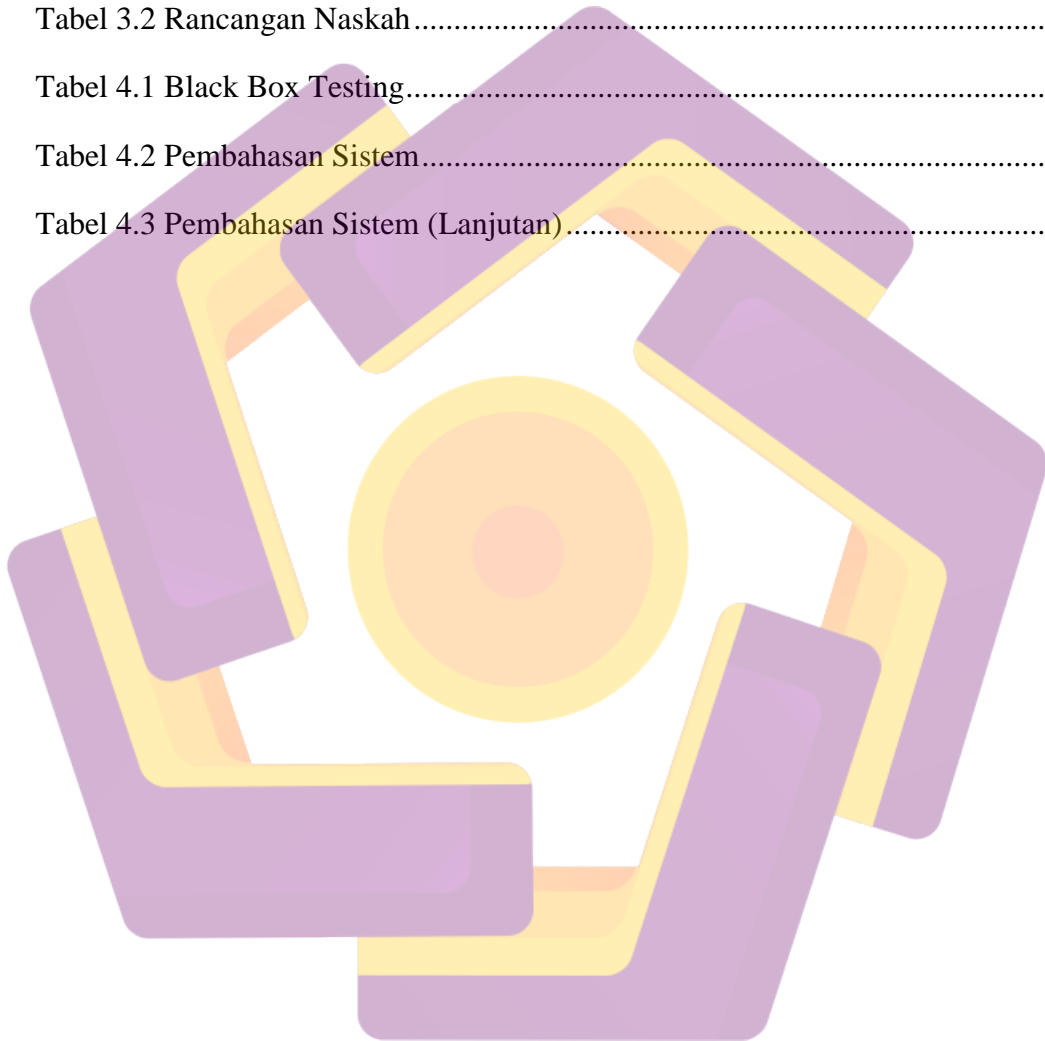 Tabel 3.2 Rancangan Naskah..............................................................................
Tabel 4.1 Black Box Testing...............................................................................
Tabel 4.2 Pembahasan Sistem.............................................................................
Tabel 4.3 Pembahasan Sistem (Lanjutan)...........................................................